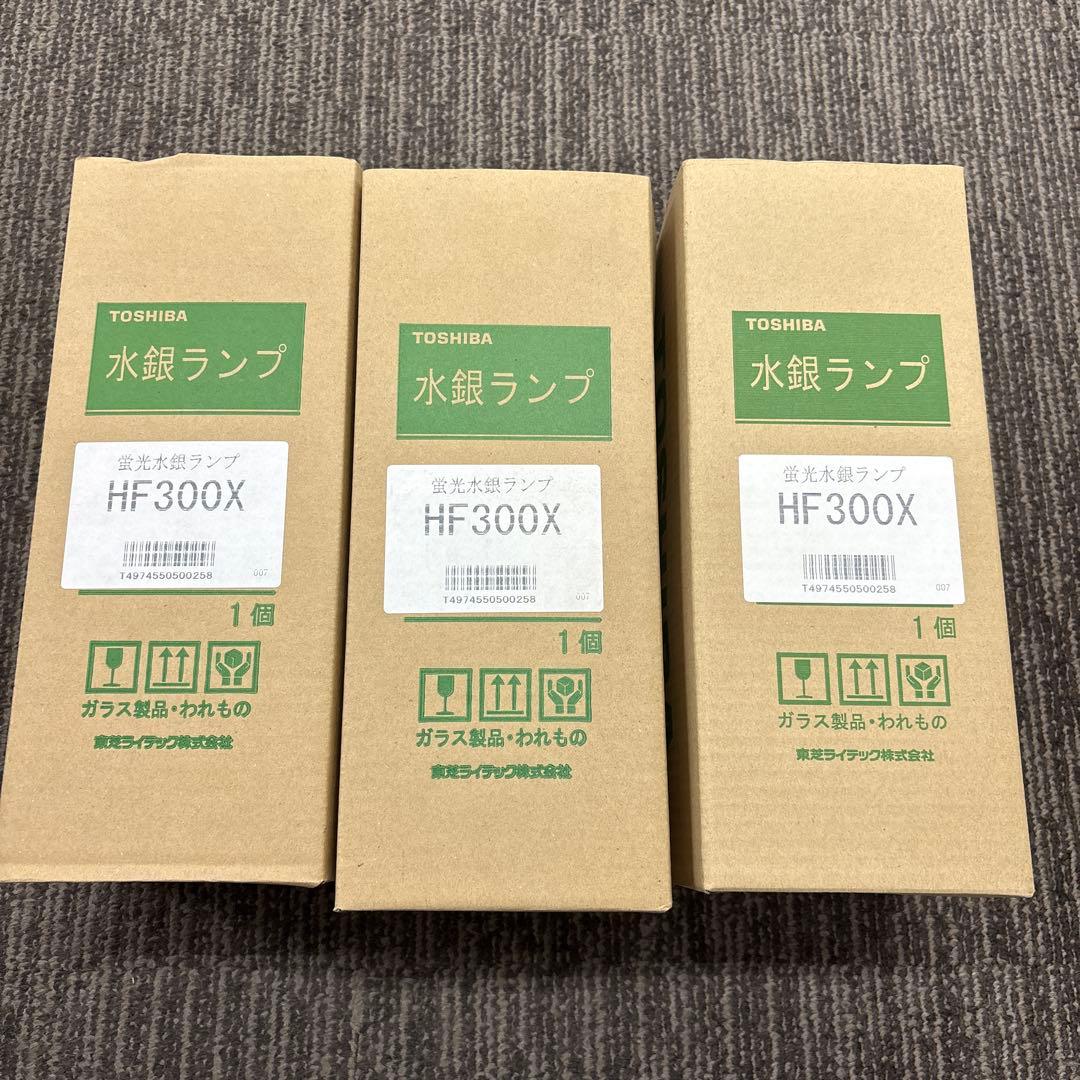 TOSHIBA
水銀ランプ
蛍光水銀ランプ
HF300X
T4974550500258
007
1個
ガラス製品・われもの
東芝ライテック株式会社
TOSHIBA
水銀ランプ
蛍光水銀ランプ
HF300X
T4974550500258
007
1個
ガラス製品・われもの
東芝ライテック株式会社
TOSHIBA
水銀ランプ
蛍光水銀ランプ
HF300X
T4974550500258
007
1個
ガラス製品・われもの
東芝ライテック株式会社